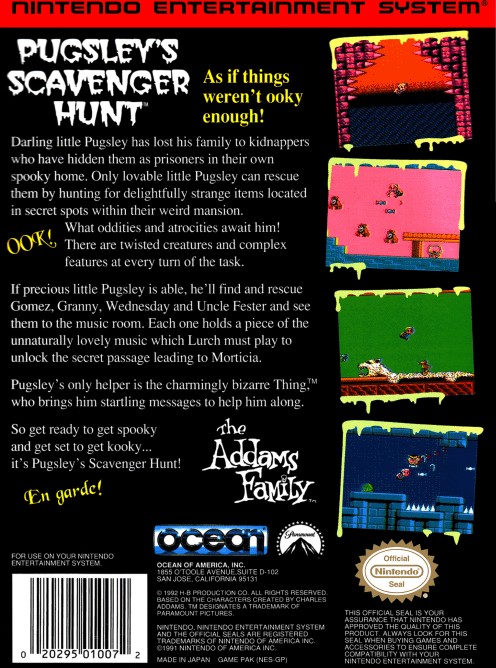 NINTENDO ENTERTAINMENT SYSTEM®
PUGSLEY'S
SCAVENGER
HUNT™
As if things
weren't ooky
enough!
Darling little Pugsley has lost his family to kidnappers
who have hidden them as prisoners in their own
spooky home. Only lovable little Pugsley can rescue
them by hunting for delightfully strange items located
in secret spots within their weird mansion.
OOK!
What oddities and atrocities await him!
There are twisted creatures and complex
features at every turn of the task.
If precious little Pugsley is able, he'll find and rescue
Gomez, Granny, Wednesday and Uncle Fester and see
them to the music room. Each one holds a piece of the
unnaturally lovely music which Lurch must play to
unlock the secret passage leading to Morticia.
Pugsley's only helper is the charmingly bizarre Thing,™
who brings him startling messages to help him along.
So get ready to get spooky
and get set to get kooky...
it's Pugsley's Scavenger Hunt!
En garde!
The
Addams
Family™
FOR USE ON YOUR NINTENDO
ENTERTAINMENT SYSTEM.
0 20295 01007 2
ocean
Paramount
OCEAN OF AMERICA, INC.
1855 O'TOOLE AVENUE, SUITE D-102
SAN JOSE, CALIFORNIA 95131
© 1992 H-B PRODUCTION CO. ALL RIGHTS RESERVED.
BASED ON THE CHARACTERS CREATED BY CHARLES
ADDAMS. TM DESIGNATES A TRADEMARK OF
PARAMOUNT PICTURES.
NINTENDO, NINTENDO ENTERTAINMENT SYSTEM
AND THE OFFICIAL SEALS ARE REGISTERED
TRADEMARKS OF NINTENDO OF AMERICA INC.
©1991 NINTENDO OF AMERICA INC.
MADE IN JAPAN GAME PAK (NES-GP)
Official
Nintendo
Seal
THIS OFFICIAL SEAL IS YOUR
ASSURANCE THAT NINTENDO HAS
APPROVED THE QUALITY OF THIS
PRODUCT. ALWAYS LOOK FOR THIS
SEAL WHEN BUYING GAMES AND
ACCESSORIES TO ENSURE COMPLETE
COMPATIBILITY WITH YOUR
NINTENDO ENTERTAINMENT SYSTEM.